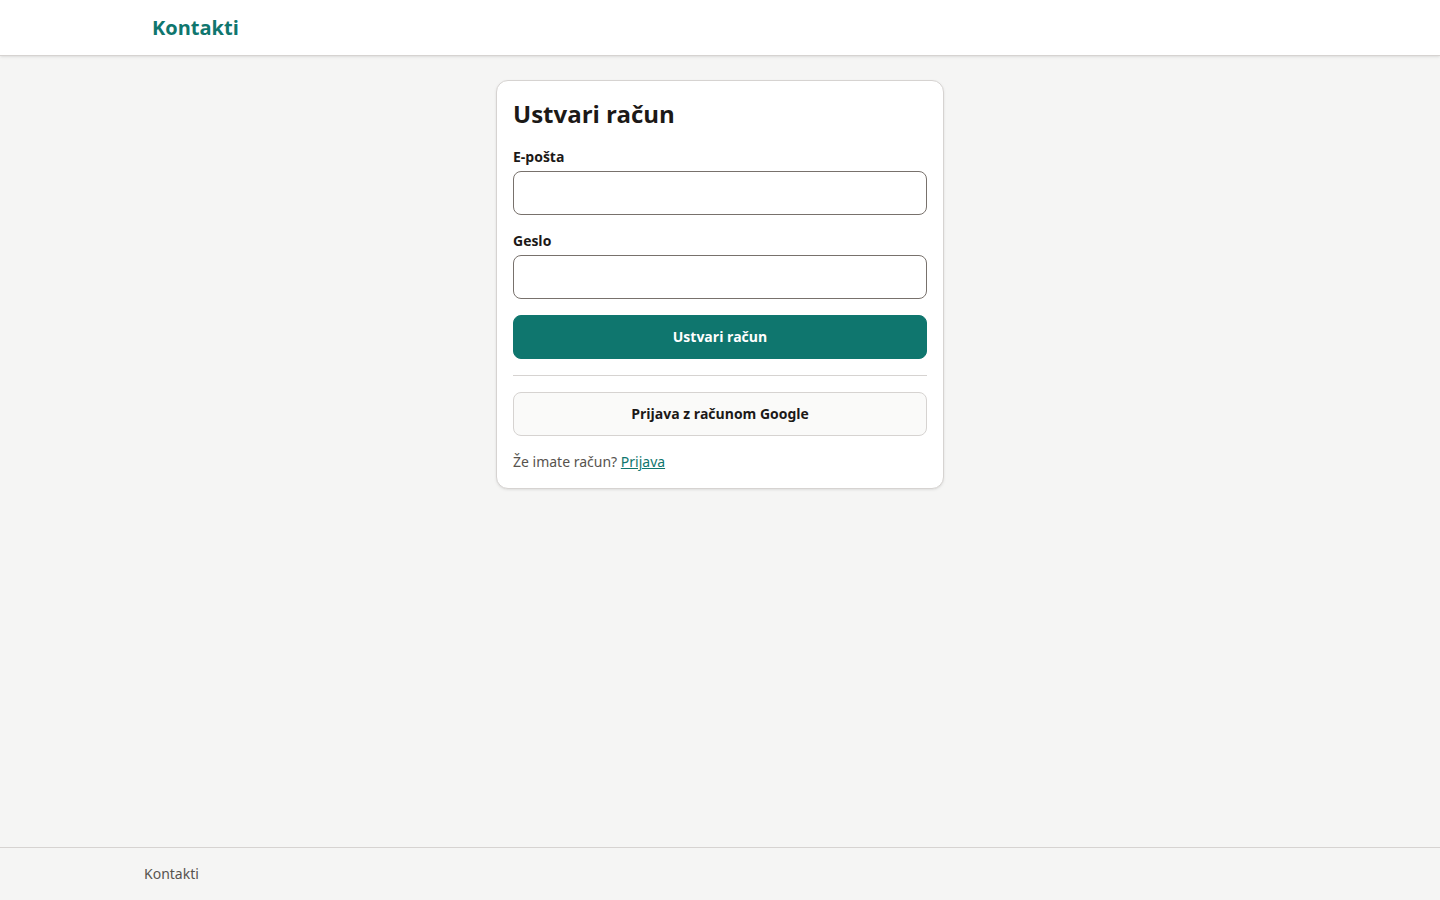 Kontakti
Ustvari račun
E-pošta
Geslo
Ustvari račun
Prijava z računom Google
Že imate račun? Prijava
Kontakti